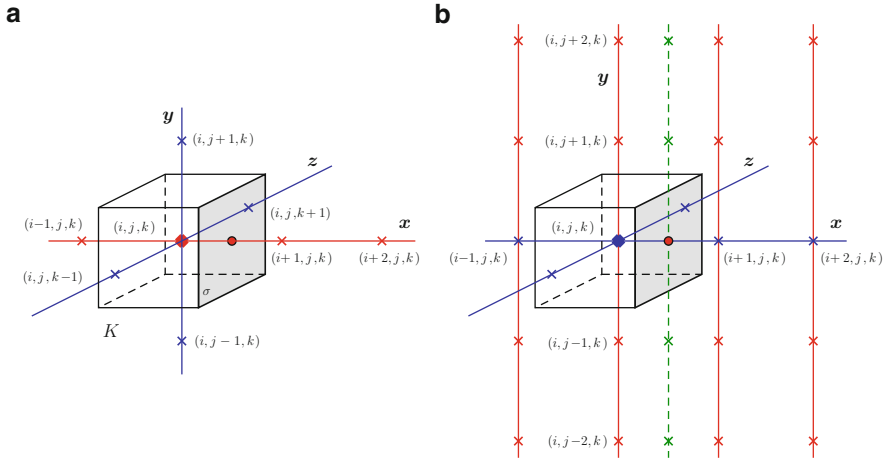 a
y
(i, j+1, k)
z
(i-1, j, k)
(i, j, k)
(i, j, k+1)
x
(i, j, k-1)
(i+1, j, k)
(i+2, j, k)
σ
K
(i, j-1, k)
b
(i, j+2, k)
y
(i, j+1, k)
z
(i, j, k)
x
(i-1, j, k)
(i+1, j, k)
(i+2, j, k)
(i, j-1, k)
(i, j-2, k)